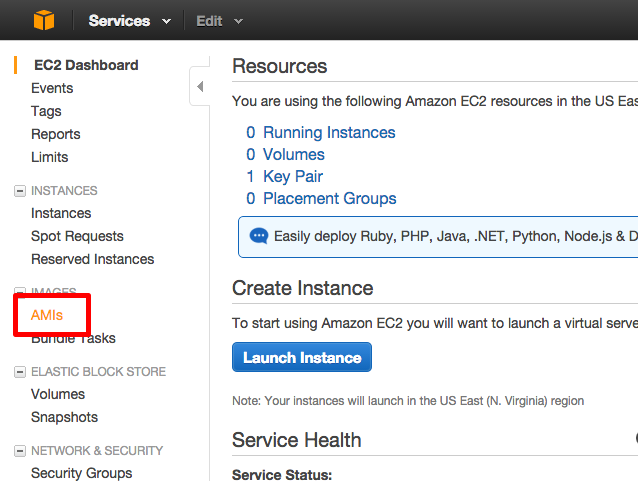 Services Edit
EC2 Dashboard
Events
Tags
Reports
Limits
INSTANCES
Instances
Spot Requests
Reserved Instances
IMAGES
AMIs
Bundle Tasks
ELASTIC BLOCK STORE
Volumes
Snapshots
NETWORK & SECURITY
Security Groups
Resources
You are using the following Amazon EC2 resources in the US Eas
0 Running Instances
0 Volumes
1 Key Pair
0 Placement Groups
Easily deploy Ruby, PHP, Java, .NET, Python, Node.js & D
Create Instance
To start using Amazon EC2 you will want to launch a virtual serve
Launch Instance
Note: Your instances will launch in the US East (N. Virginia) region
Service Health
Service Status: